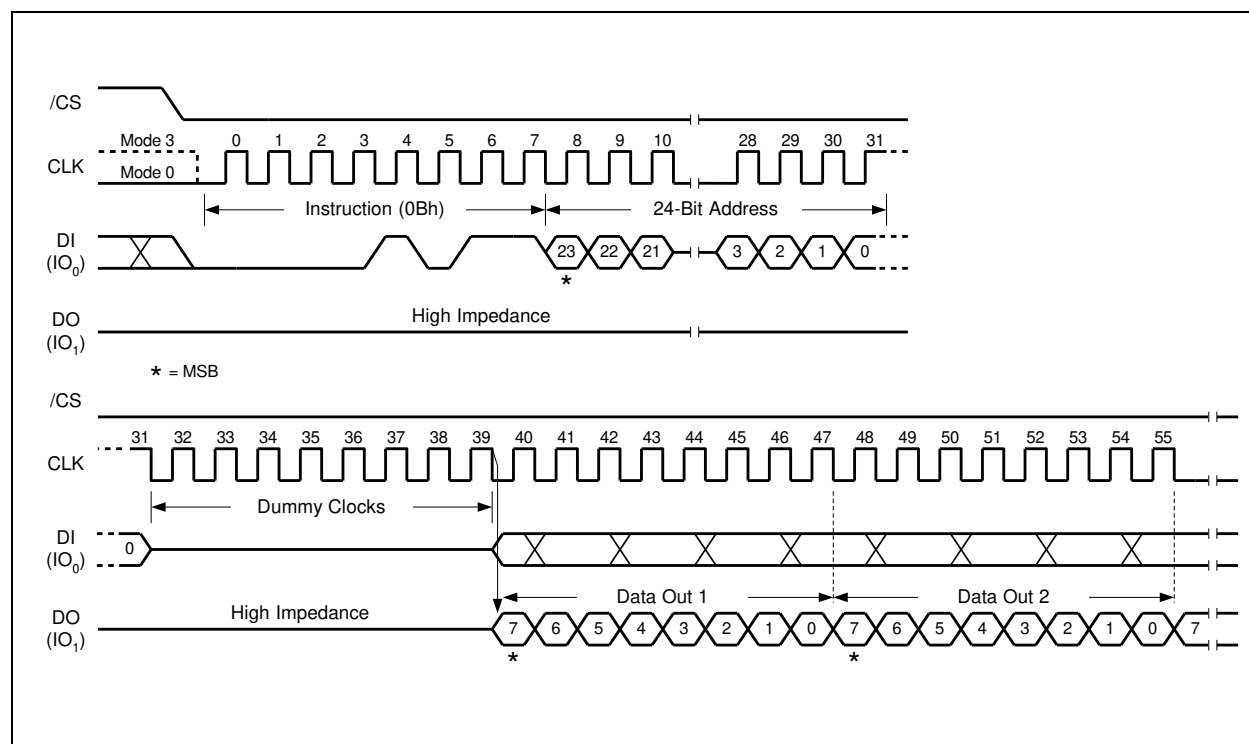 /CS
Mode 3 0 1 2 3 4 5 6 7 8 9 10 28 29 30 31
CLK
Mode 0
Instruction (0Bh) 24-Bit Address
DI
(IO0) 23 22 21 3 2 1 0
*
DO
(IO1) High Impedance
* = MSB
/CS
31 32 33 34 35 36 37 38 39 40 41 42 43 44 45 46 47 48 49 50 51 52 53 54 55
CLK
Dummy Clocks
DI
(IO0) 0
Data Out 1 Data Out 2
DO
(IO1) High Impedance 7 6 5 4 3 2 1 0 7 6 5 4 3 2 1 0 7
* *